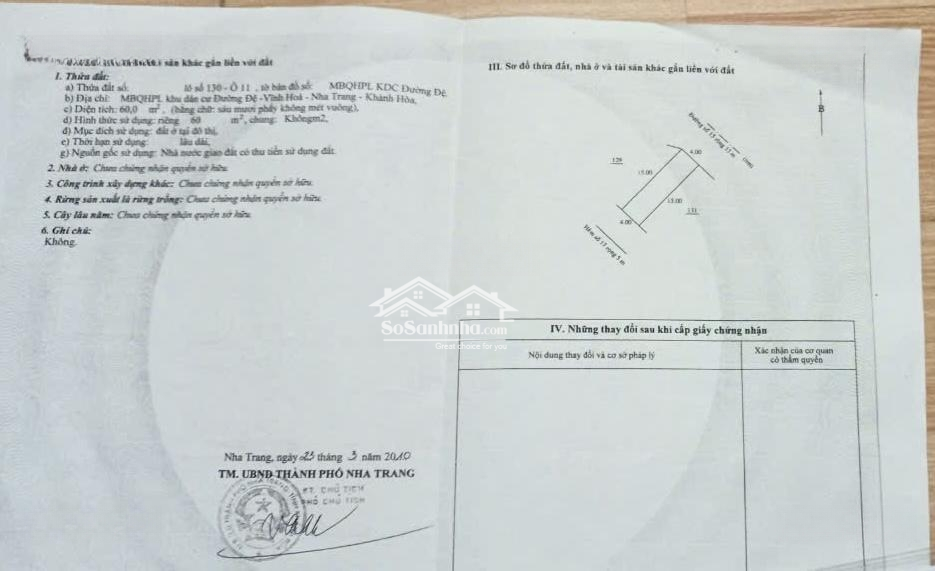 sản khác gắn liền với đất
1. Thửa đất:
a) Thửa đất số: lô số 130 - Ô 11 , tờ bản đồ số: MBQHPL KDC Đường Đệ.
b) Địa chỉ: MBQHPL khu dân cư Đường Đệ -Vĩnh Hoà - Nha Trang - Khánh Hòa,
c) Diện tích: 60,0 m², (bằng chữ: sáu mươi phẩy không mét vuông),
d) Hình thức sử dụng: riêng 60 m², chung: Khôngm2,
đ) Mục đích sử dụng: đất ở tại đô thị,
e) Thời hạn sử dụng: lâu dài,
g) Nguồn gốc sử dụng: Nhà nước giao đất có thu tiền sử dụng đất.
2. Nhà ở: Chưa chứng nhận quyền sở hữu.
3. Công trình xây dựng khác: Chưa chứng nhận quyền sở hữu.
4. Rừng sản xuất là rừng trồng: Chưa chứng nhận quyền sở hữu.
5. Cây lâu năm: Chưa chứng nhận quyền sở hữu.
6. Ghi chú:
Không.
Nha Trang, ngày 23 tháng 3 năm 2010
TM. UBND THÀNH PHỐ NHA TRANG
KT. CHỦ TỊCH
PHÓ CHỦ TỊCH
III. Sơ đồ thửa đất, nhà ở và tài sản khác gắn liền với đất
B
Đường số 13 rộng 13 m
129
4.00
15.00
15.00
131
4.00
Hẻm số 17 rộng 5 m
SoSanhnha.com
Great choice for you
IV. Những thay đổi sau khi cấp giấy chứng nhận
Nội dung thay đổi và cơ sở pháp lý
Xác nhận của cơ quan
có thẩm quyền